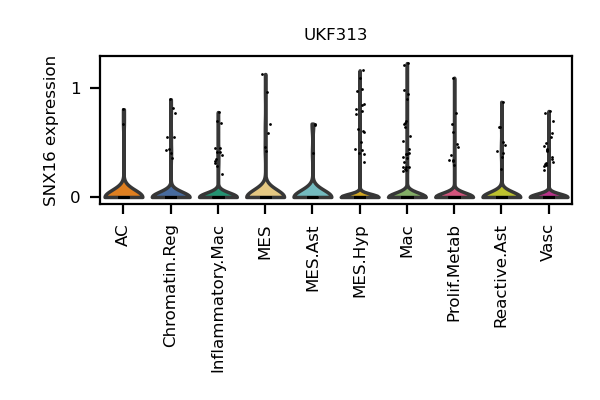 UKF313
SNX16 expression
1
0
AC
Chromatin.Reg
Inflammatory.Mac
MES
MES.Ast
MES.Hyp
Mac
Prolif.Metab
Reactive.Ast
Vasc